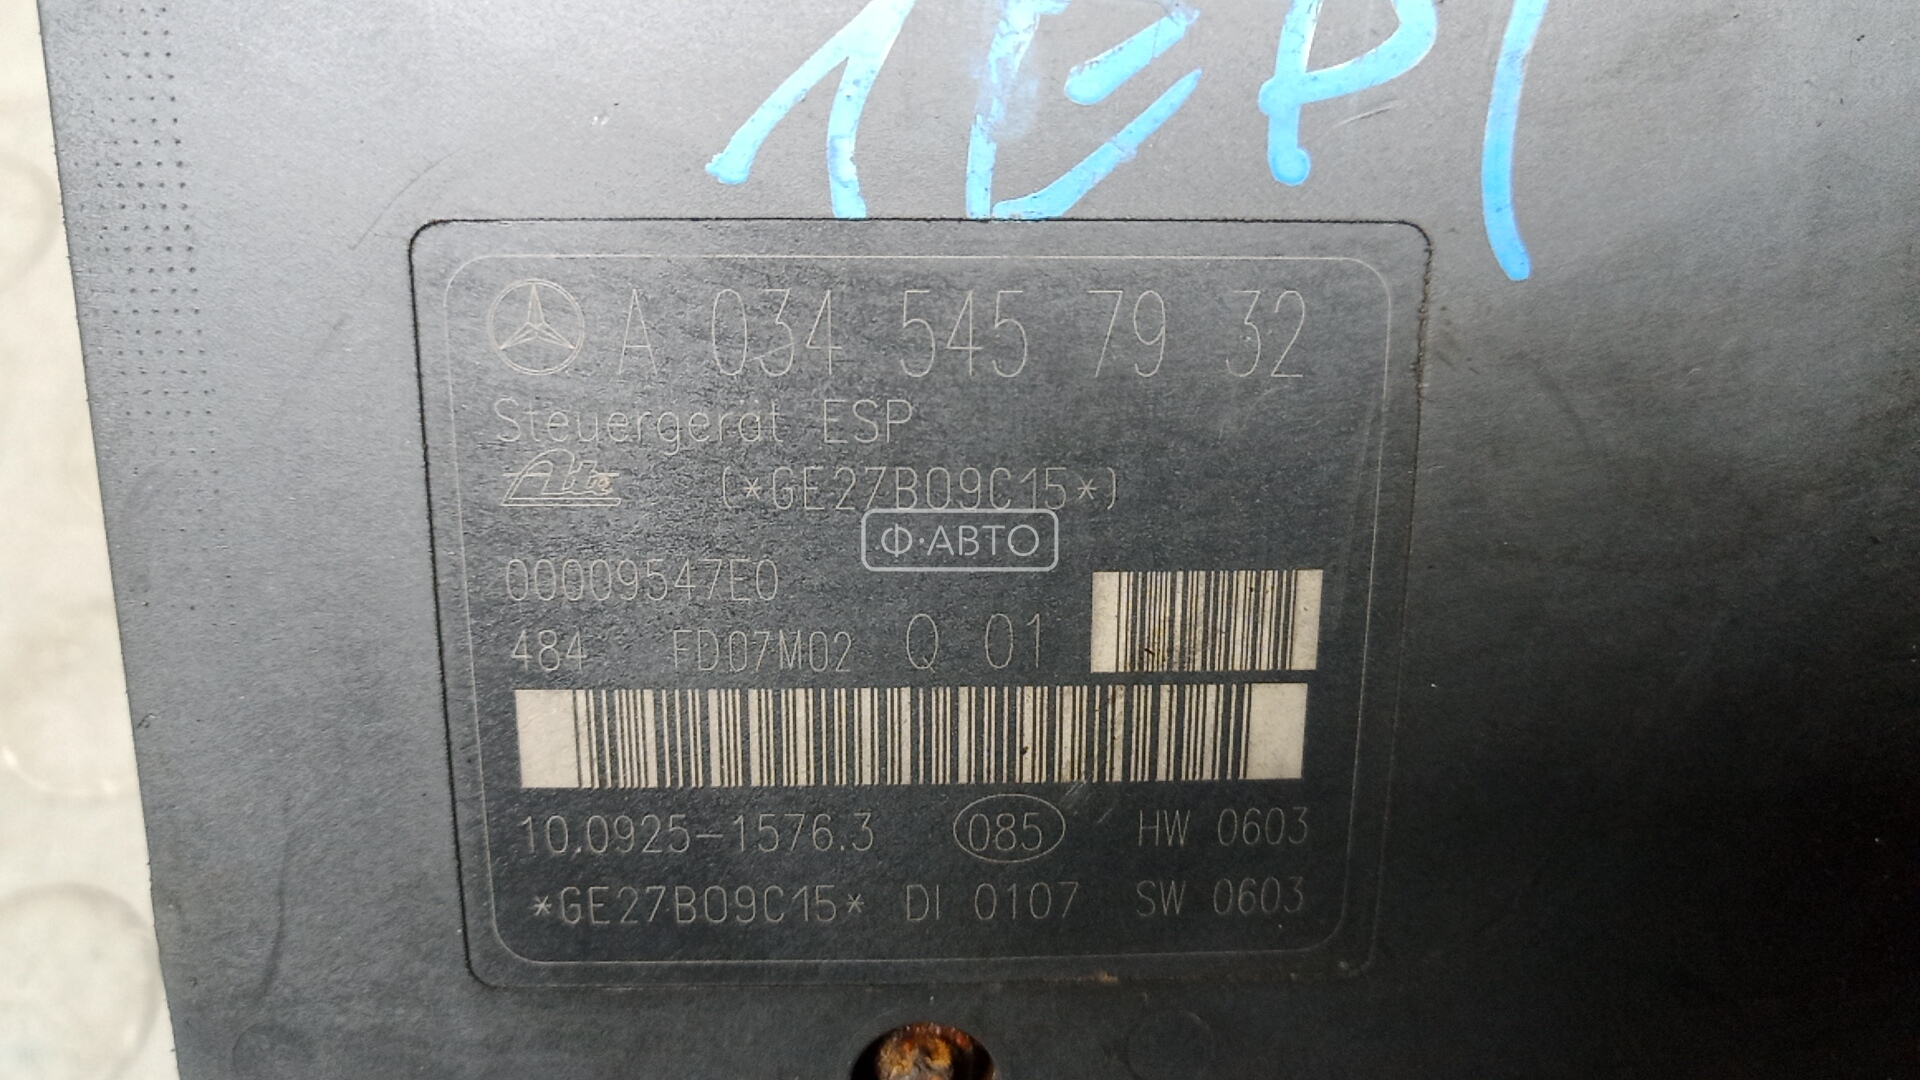 A 034 545 79 32
Steuergerät ESP
Ate (*GE27B09C15*)
Ф·АВТО
00009547E0
484 FD07M02 Q 01
10.0925-1576.3 085 HW 0603
*GE27B09C15* DI 0107 SW 0603